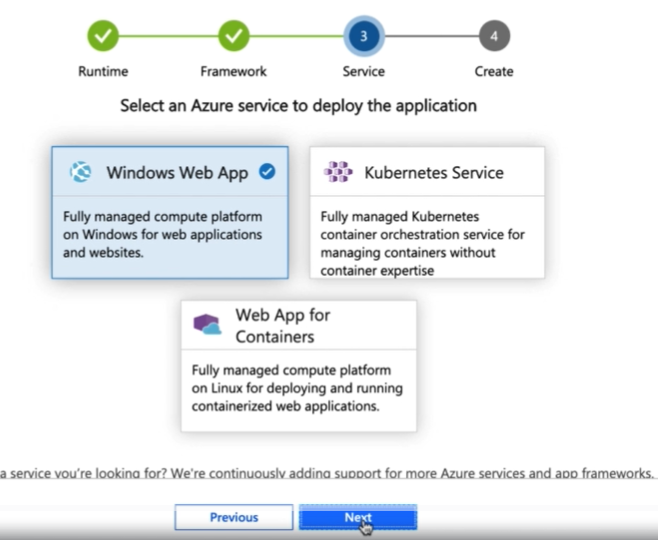 3
4
Runtime
Framework
Service
Create
Select an Azure service to deploy the application
Windows Web App
Fully managed compute platform
on Windows for web applications
and websites.
Kubernetes Service
Fully managed Kubernetes
container orchestration service for
managing containers without
container expertise
Web App for
Containers
Fully managed compute platform
on Linux for deploying and running
containerized web applications.
a service you're looking for? We're continuously adding support for more Azure services and app frameworks.
Previous
Next